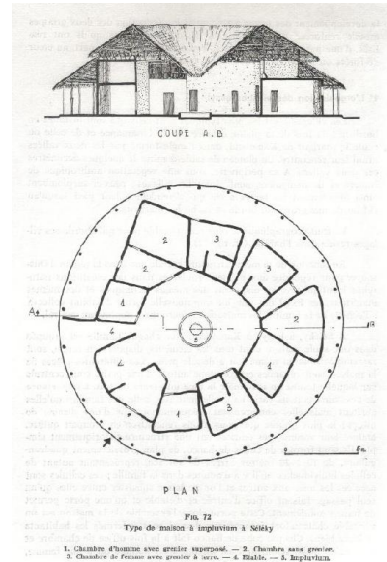 COUPE A.B
2
3
2
3
1
A
B
2
4
5
4
1
1
3
PLAN
FIG. 72
Type de maison à impluvium à Séléky
1. Chambre d'homme avec grenier superposé. — 2. Chambre sans grenier.
3. Chambre de femme avec grenier à terre. — 4. Etable. — 5. Impluvium.